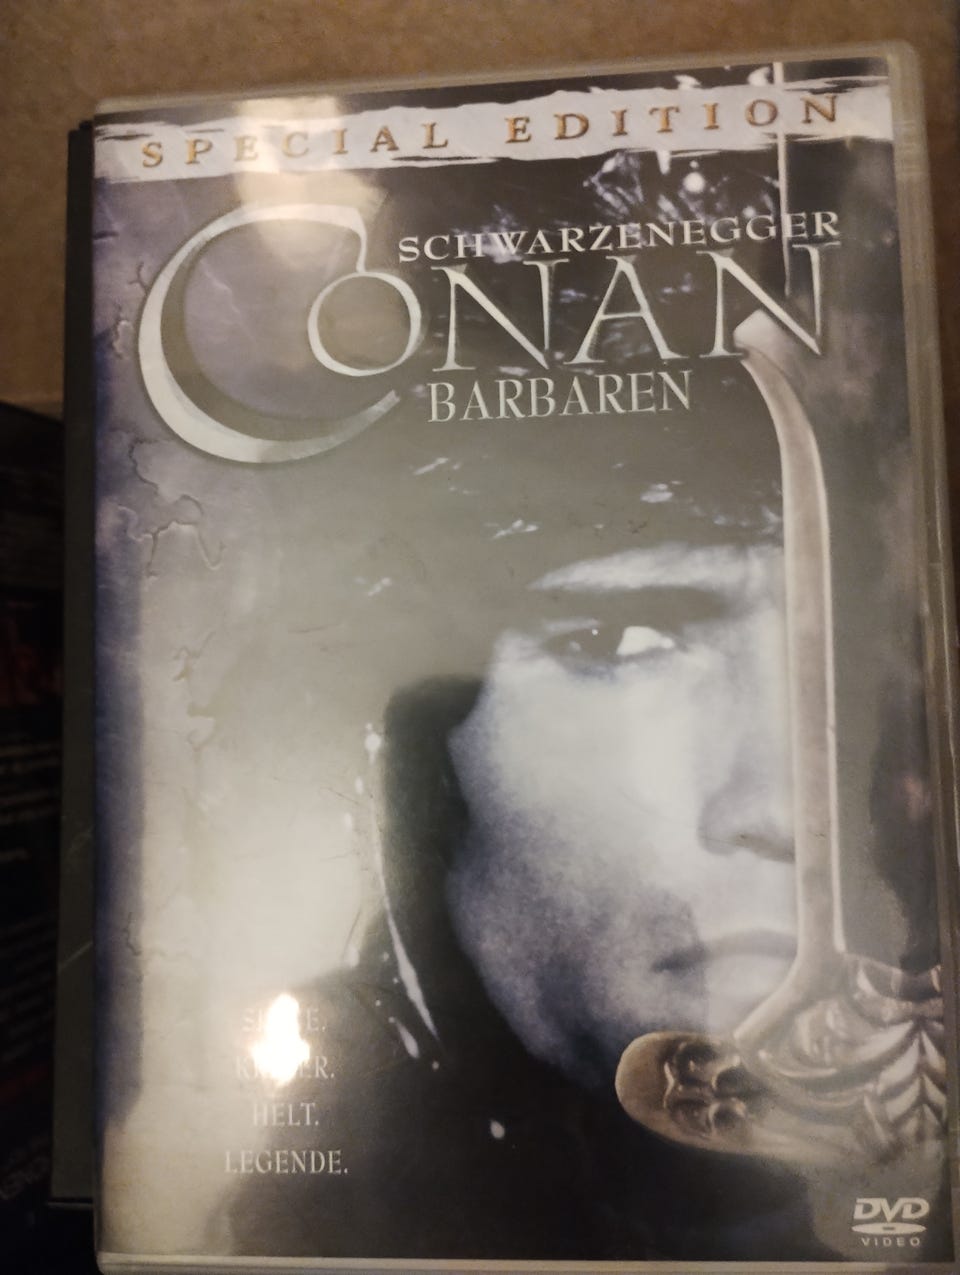 SPECIAL EDITION
SCHWARZENEGGER
CONAN
BARBAREN
HELT.
LEGENDE.
DVD
VIDEO